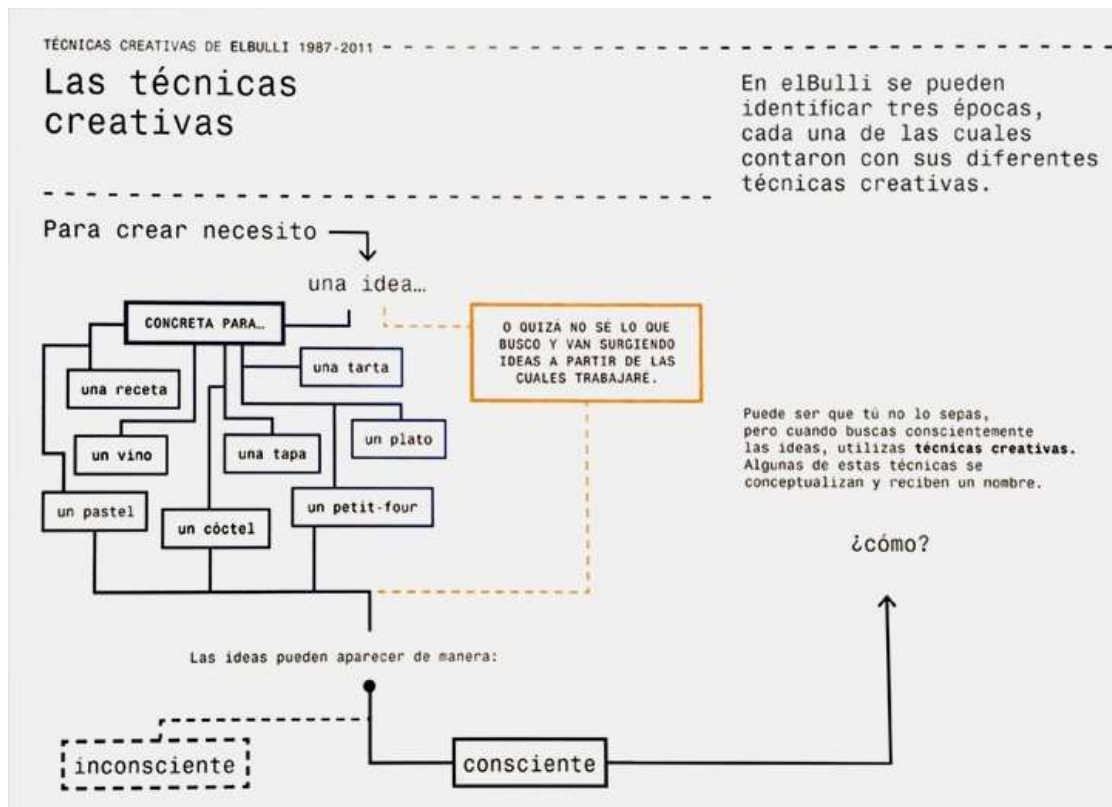 TÉCNICAS CREATIVAS DE ELBULLI 1987-2011
Las técnicas
creativas
En elBulli se pueden
identificar tres épocas,
cada una de las cuales
contaron con sus diferentes
técnicas creativas.
Para crear necesito
una idea…
CONCRETA PARA…
O QUIZÁ NO SÉ LO QUE
BUSCO Y VAN SURGIENDO
IDEAS A PARTIR DE LAS
CUALES TRABAJARÉ.
una tarta
una receta
un plato
un vino
una tapa
un petit-four
un pastel
un cóctel
Puede ser que tú no lo sepas,
pero cuando buscas conscientemente
las ideas, utilizas técnicas creativas.
Algunas de estas técnicas se
conceptualizan y reciben un nombre.
¿cómo?
Las ideas pueden aparecer de manera:
inconsciente
consciente